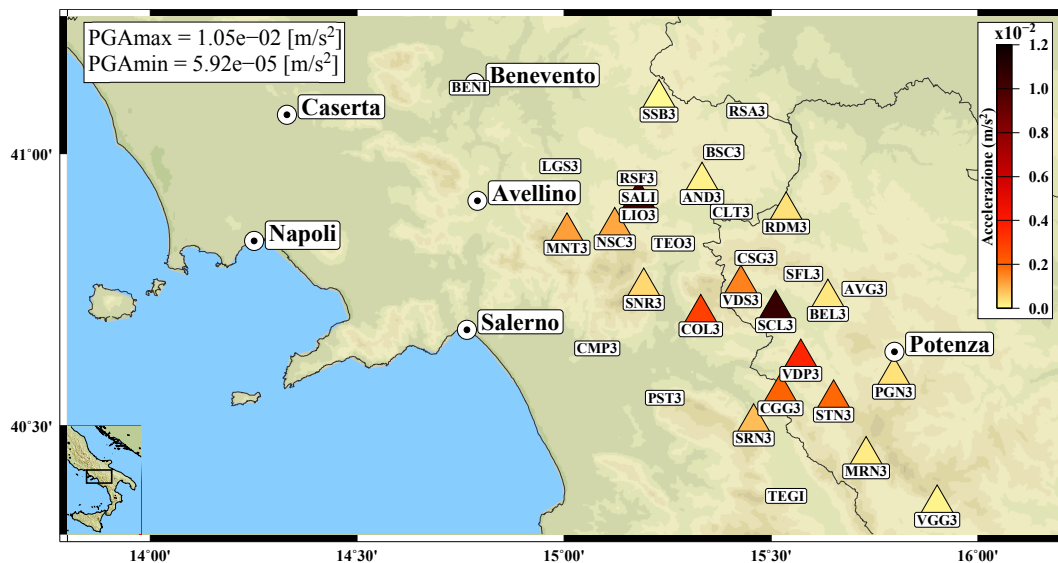 PGAmax = 1.05e−02 [m/s²]
PGAmin = 5.92e−05 [m/s²]
x10⁻²
1.2
1.0
0.8
0.6
0.4
0.2
0.0
Accelerazione (m/s²)
Benevento
BENI
Caserta
SSB3
RSA3
41°00'
BSC3
LGS3
RSF3
Avellino
SALI
AND3
LIO3
CLT3
RDM3
Napoli
MNT3
NSC3
TEO3
CSG3
SFL3
AVG3
SNR3
VDS3
BEL3
Salerno
COL3
SCL3
CMP3
Potenza
VDP3
PGN3
PST3
CGG3
STN3
40°30'
SRN3
MRN3
TEGI
VGG3
14°00'
14°30'
15°00'
15°30'
16°00'